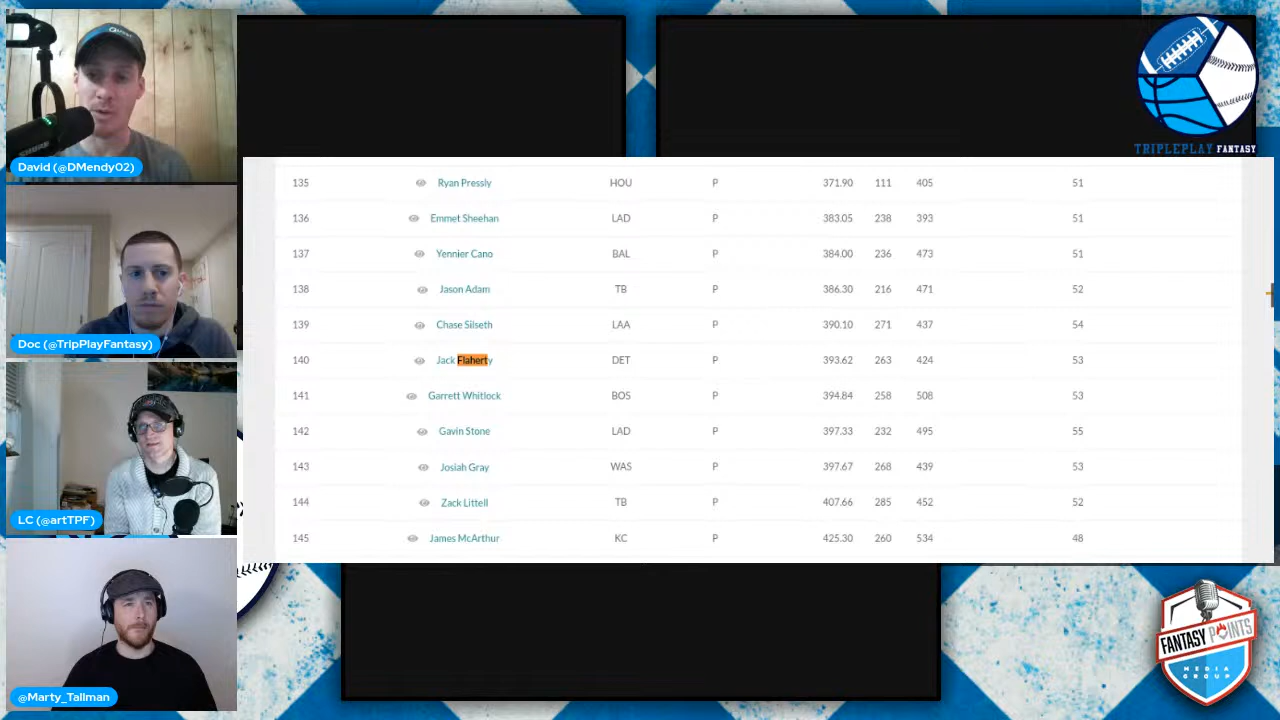 David (@DMendy02)
Doc (@TripPlayFantasy)
LC (@artTPF)
@Marty_Tallman
TRIPLEPLAY FANTASY
135 Ryan Pressly HOU P 371.90 111 405 51
136 Emmet Sheehan LAD P 383.05 238 393 51
137 Yennier Cano BAL P 384.00 236 473 51
138 Jason Adam TB P 386.30 216 471 52
139 Chase Silseth LAA P 390.10 271 437 54
140 Jack Flaherty DET P 393.62 263 424 53
141 Garrett Whitlock BOS P 394.84 258 508 53
142 Gavin Stone LAD P 397.33 232 495 55
143 Josiah Gray WAS P 397.67 268 439 53
144 Zack Littell TB P 407.66 285 452 52
145 James McArthur KC P 425.30 260 534 48
FANTASY POINTS
MEDIA
GROUP